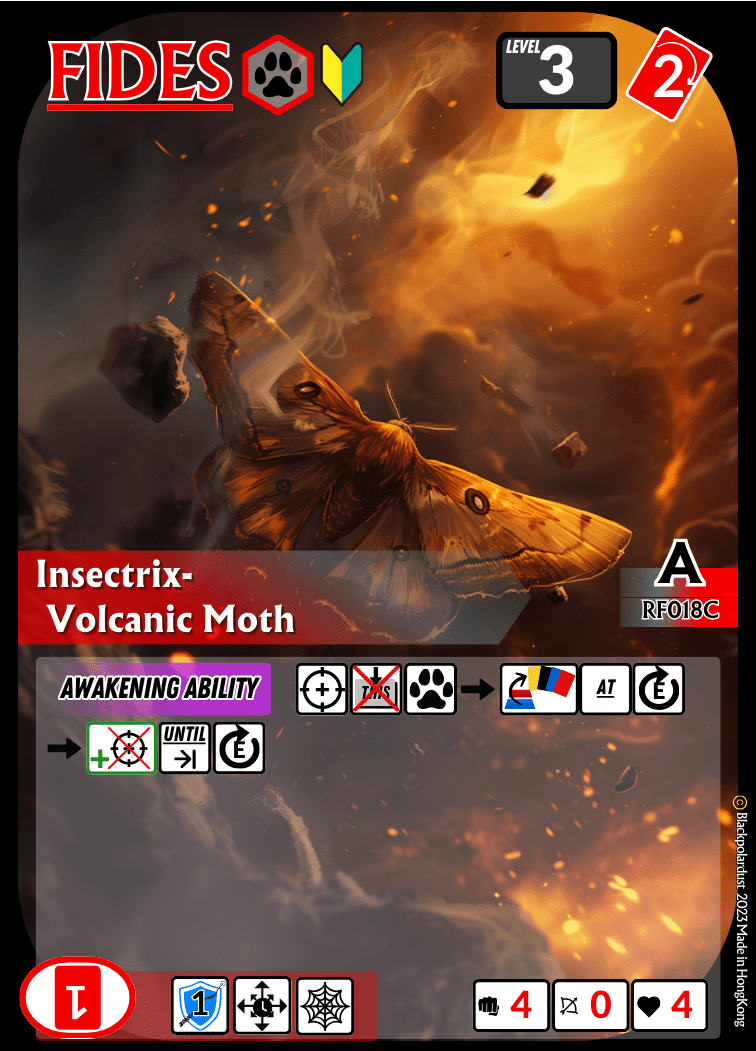 FIDES
LEVEL 3
2
Insectrix-
Volcanic Moth
A
RF018C
AWAKENING ABILITY
THIS
AT
E
UNTIL
E
© Blackpolardust 2023 Made in HongKong
1
1
4
0
4